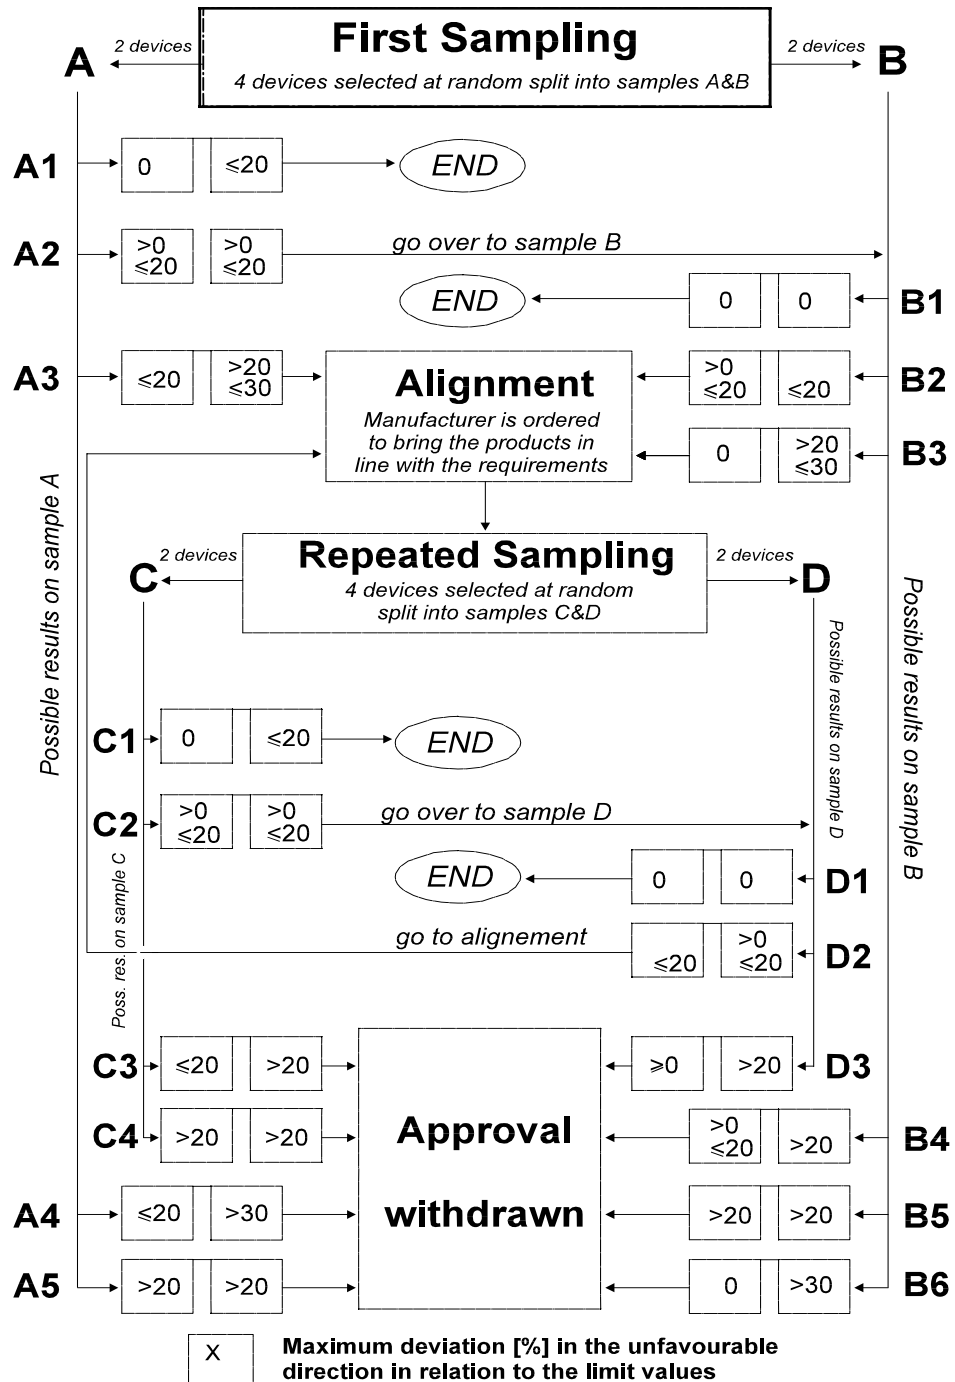 First Sampling
4 devices selected at random split into samples A&B
A
2 devices
2 devices
B
A1
0
≤20
END
A2
>0
≤20
>0
≤20
go over to sample B
END
0
0
B1
A3
≤20
>20
≤30
Alignment
Manufacturer is ordered
to bring the products in
line with the requirements
>0
≤20
≤20
B2
0
>20
≤30
B3
Possible results on sample A
Possible results on sample B
Repeated Sampling
4 devices selected at random
split into samples C&D
C
2 devices
2 devices
D
Possible results on sample D
C1
0
≤20
END
C2
>0
≤20
>0
≤20
go over to sample D
Poss. res. on sample C
END
0
0
D1
go to alignement
≤20
>0
≤20
D2
C3
≤20
>20
Approval
withdrawn
≥0
>20
D3
C4
>20
>20
>0
≤20
>20
B4
A4
≤20
>30
>20
>20
B5
A5
>20
>20
0
>30
B6
X
Maximum deviation [%] in the unfavourable
direction in relation to the limit values